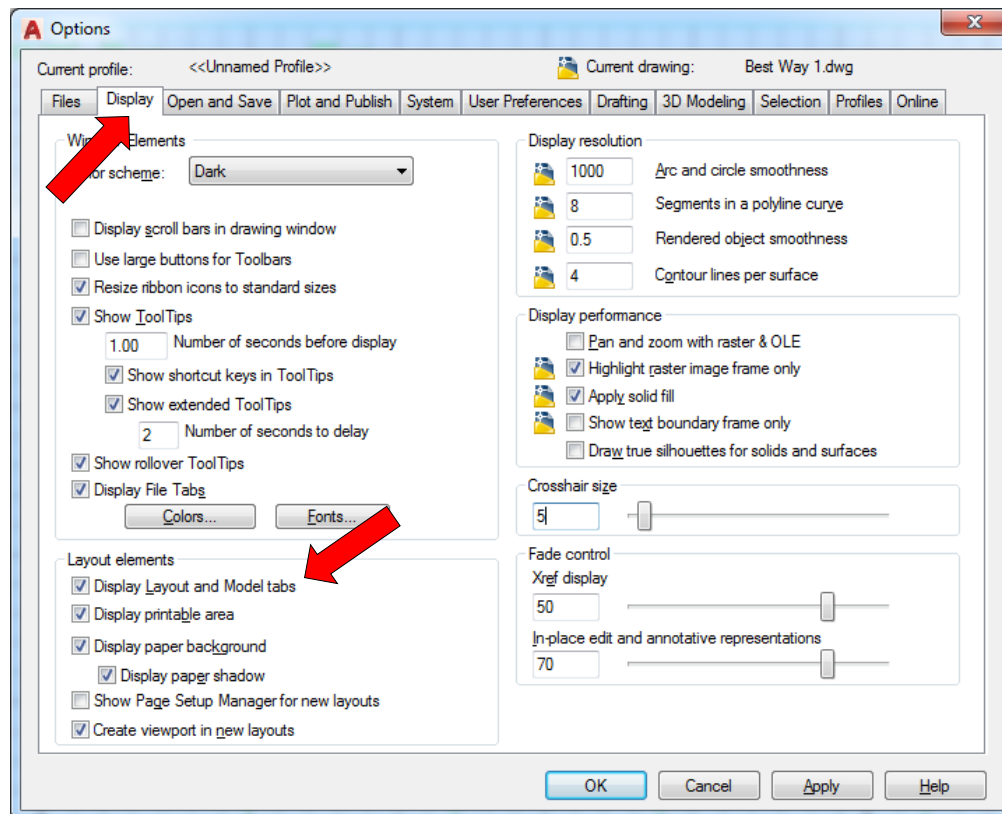 Options
Current profile: <<Unnamed Profile>> Current drawing: Best Way 1.dwg
Files Display Open and Save Plot and Publish System User Preferences Drafting 3D Modeling Selection Profiles Online
Elements
scheme: Dark
Display scroll bars in drawing window
Use large buttons for Toolbars
Resize ribbon icons to standard sizes
Show ToolTips
1.00 Number of seconds before display
Show shortcut keys in ToolTips
Show extended ToolTips
2 Number of seconds to delay
Show rollover ToolTips
Display File Tabs
Colors... Fonts...
Layout elements
Display Layout and Model tabs
Display printable area
Display paper background
Display paper shadow
Show Page Setup Manager for new layouts
Create viewport in new layouts
Display resolution
1000 Arc and circle smoothness
8 Segments in a polyline curve
0.5 Rendered object smoothness
4 Contour lines per surface
Display performance
Pan and zoom with raster & OLE
Highlight raster image frame only
Apply solid fill
Show text boundary frame only
Draw true silhouettes for solids and surfaces
Crosshair size
5
Fade control
Xref display
50
In-place edit and annotative representations
70
OK Cancel Apply Help